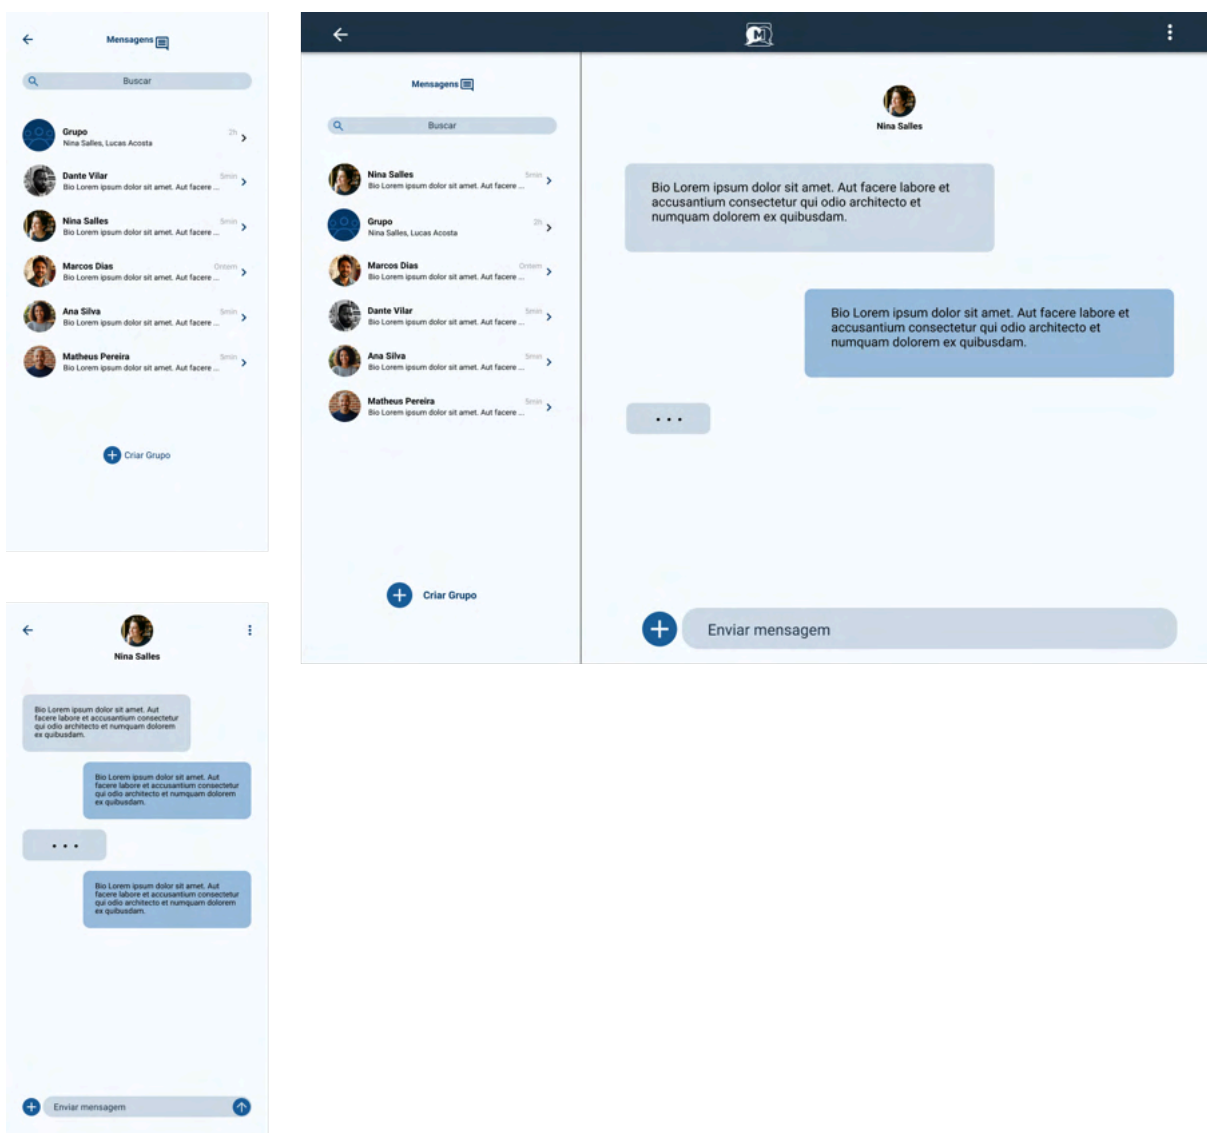 Mensagens
Buscar
Grupo
2h
Nina Salles, Lucas Acosta
Dante Vilar
5min
Bio Lorem ipsum dolor sit amet. Aut facere ...
Nina Salles
5min
Bio Lorem ipsum dolor sit amet. Aut facere ...
Marcos Dias
Ontem
Bio Lorem ipsum dolor sit amet. Aut facere ...
Ana Silva
5min
Bio Lorem ipsum dolor sit amet. Aut facere ...
Matheus Pereira
5min
Bio Lorem ipsum dolor sit amet. Aut facere ...
Criar Grupo
M
Mensagens
Buscar
Nina Salles
5min
Bio Lorem ipsum dolor sit amet. Aut facere ...
Grupo
2h
Nina Salles, Lucas Acosta
Marcos Dias
Ontem
Bio Lorem ipsum dolor sit amet. Aut facere ...
Dante Vilar
5min
Bio Lorem ipsum dolor sit amet. Aut facere ...
Ana Silva
5min
Bio Lorem ipsum dolor sit amet. Aut facere ...
Matheus Pereira
5min
Bio Lorem ipsum dolor sit amet. Aut facere ...
Criar Grupo
Nina Salles
Bio Lorem ipsum dolor sit amet. Aut facere labore et
accusantium consectetur qui odio architecto et
numquam dolorem ex quibusdam.
Bio Lorem ipsum dolor sit amet. Aut facere labore et
accusantium consectetur qui odio architecto et
numquam dolorem ex quibusdam.
...
Enviar mensagem
Nina Salles
Bio Lorem ipsum dolor sit amet. Aut
facere labore et accusantium consectetur
qui odio architecto et numquam dolorem
ex quibusdam.
Bio Lorem ipsum dolor sit amet. Aut
facere labore et accusantium consectetur
qui odio architecto et numquam dolorem
ex quibusdam.
...
Bio Lorem ipsum dolor sit amet. Aut
facere labore et accusantium consectetur
qui odio architecto et numquam dolorem
ex quibusdam.
Enviar mensagem